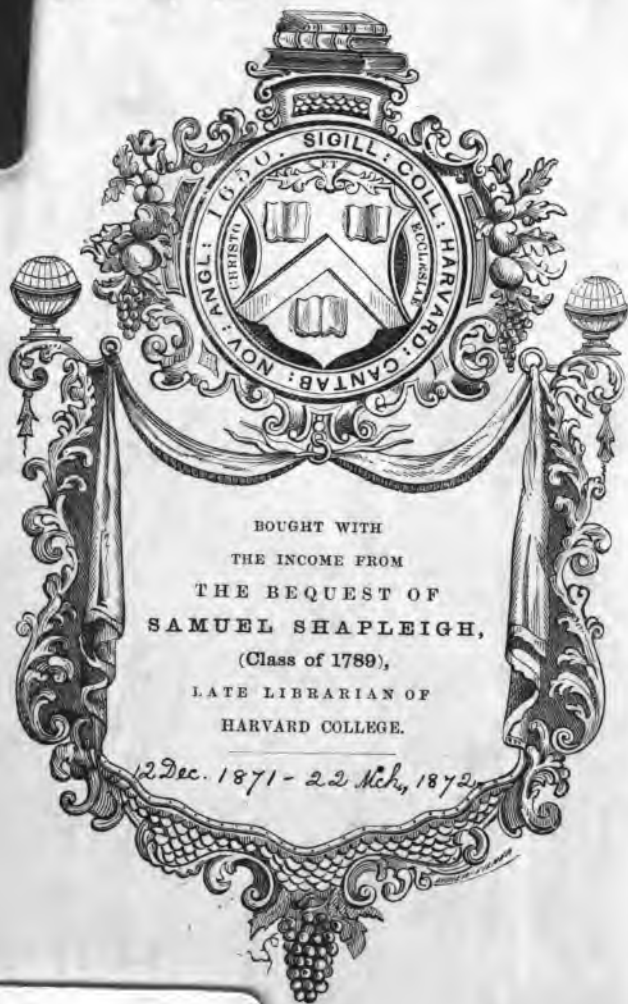 SIGILL : COLL : HARVARD : CANTAB : NOV : ANGL : 1650.
ET
CHRISTO
ECCLESIAE
BOUGHT WITH
THE INCOME FROM
THE BEQUEST OF
SAMUEL SHAPLEIGH,
(Class of 1789),
LATE LIBRARIAN OF
HARVARD COLLEGE.
12 Dec. 1871 - 22 Mch, 1872